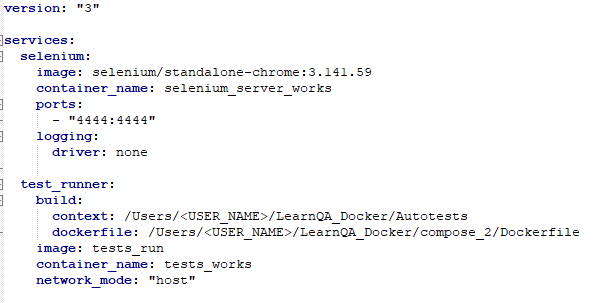 version: "3"

services:
  selenium:
    image: selenium/standalone-chrome:3.141.59
    container_name: selenium_server_works
    ports:
      - "4444:4444"
    logging:
      driver: none

  test_runner:
    build:
      context: /Users/<USER_NAME>/LearnQA_Docker/Autotests
      dockerfile: /Users/<USER_NAME>/LearnQA_Docker/compose_2/Dockerfile
    image: tests_run
    container_name: tests_works
    network_mode: "host"